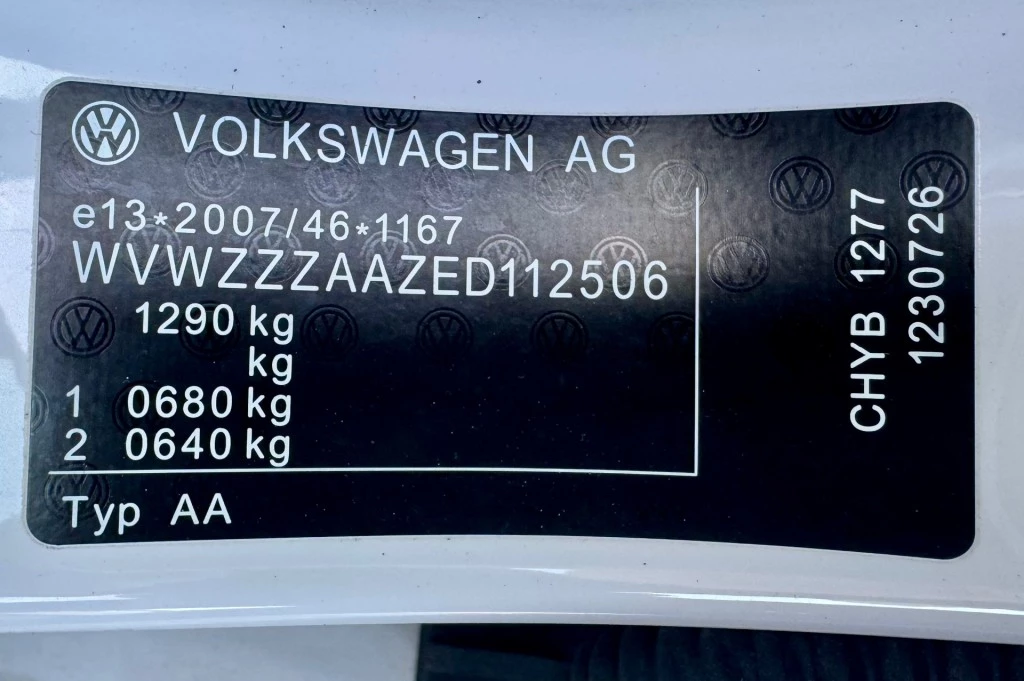 VOLKSWAGEN AG
e13*2007/46*1167
WVWZZZAAZED112506
1290 kg
kg
1 0680 kg
2 0640 kg
Typ AA
CHYB 1277
1230726